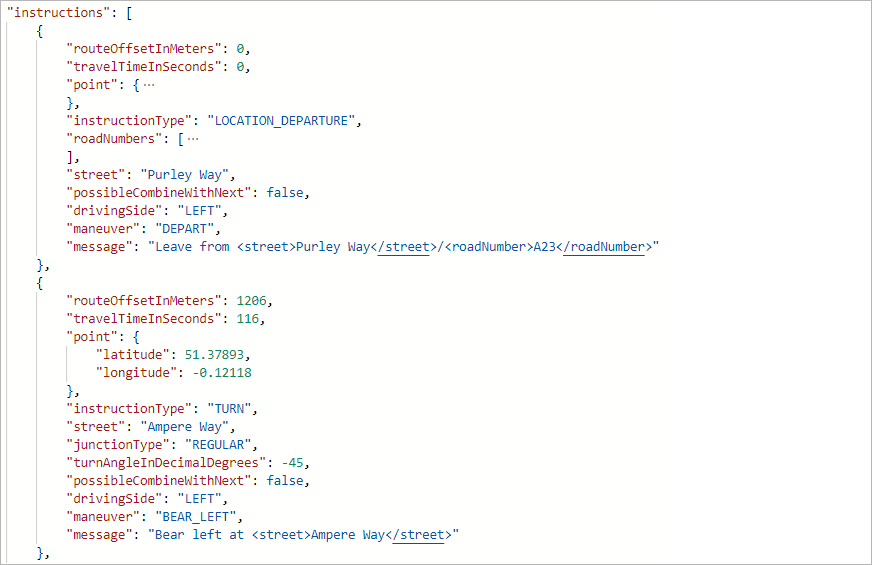 "instructions": [
{
"routeOffsetInMeters": 0,
"travelTimeInSeconds": 0,
"point": {···
},
"instructionType": "LOCATION_DEPARTURE",
"roadNumbers": [···
],
"street": "Purley Way",
"possibleCombineWithNext": false,
"drivingSide": "LEFT",
"maneuver": "DEPART",
"message": "Leave from <street>Purley Way</street>/<roadNumber>A23</roadNumber>"
},
{
"routeOffsetInMeters": 1206,
"travelTimeInSeconds": 116,
"point": {
"latitude": 51.37893,
"longitude": -0.12118
},
"instructionType": "TURN",
"street": "Ampere Way",
"junctionType": "REGULAR",
"turnAngleInDecimalDegrees": -45,
"possibleCombineWithNext": false,
"drivingSide": "LEFT",
"maneuver": "BEAR_LEFT",
"message": "Bear left at <street>Ampere Way</street>"
},